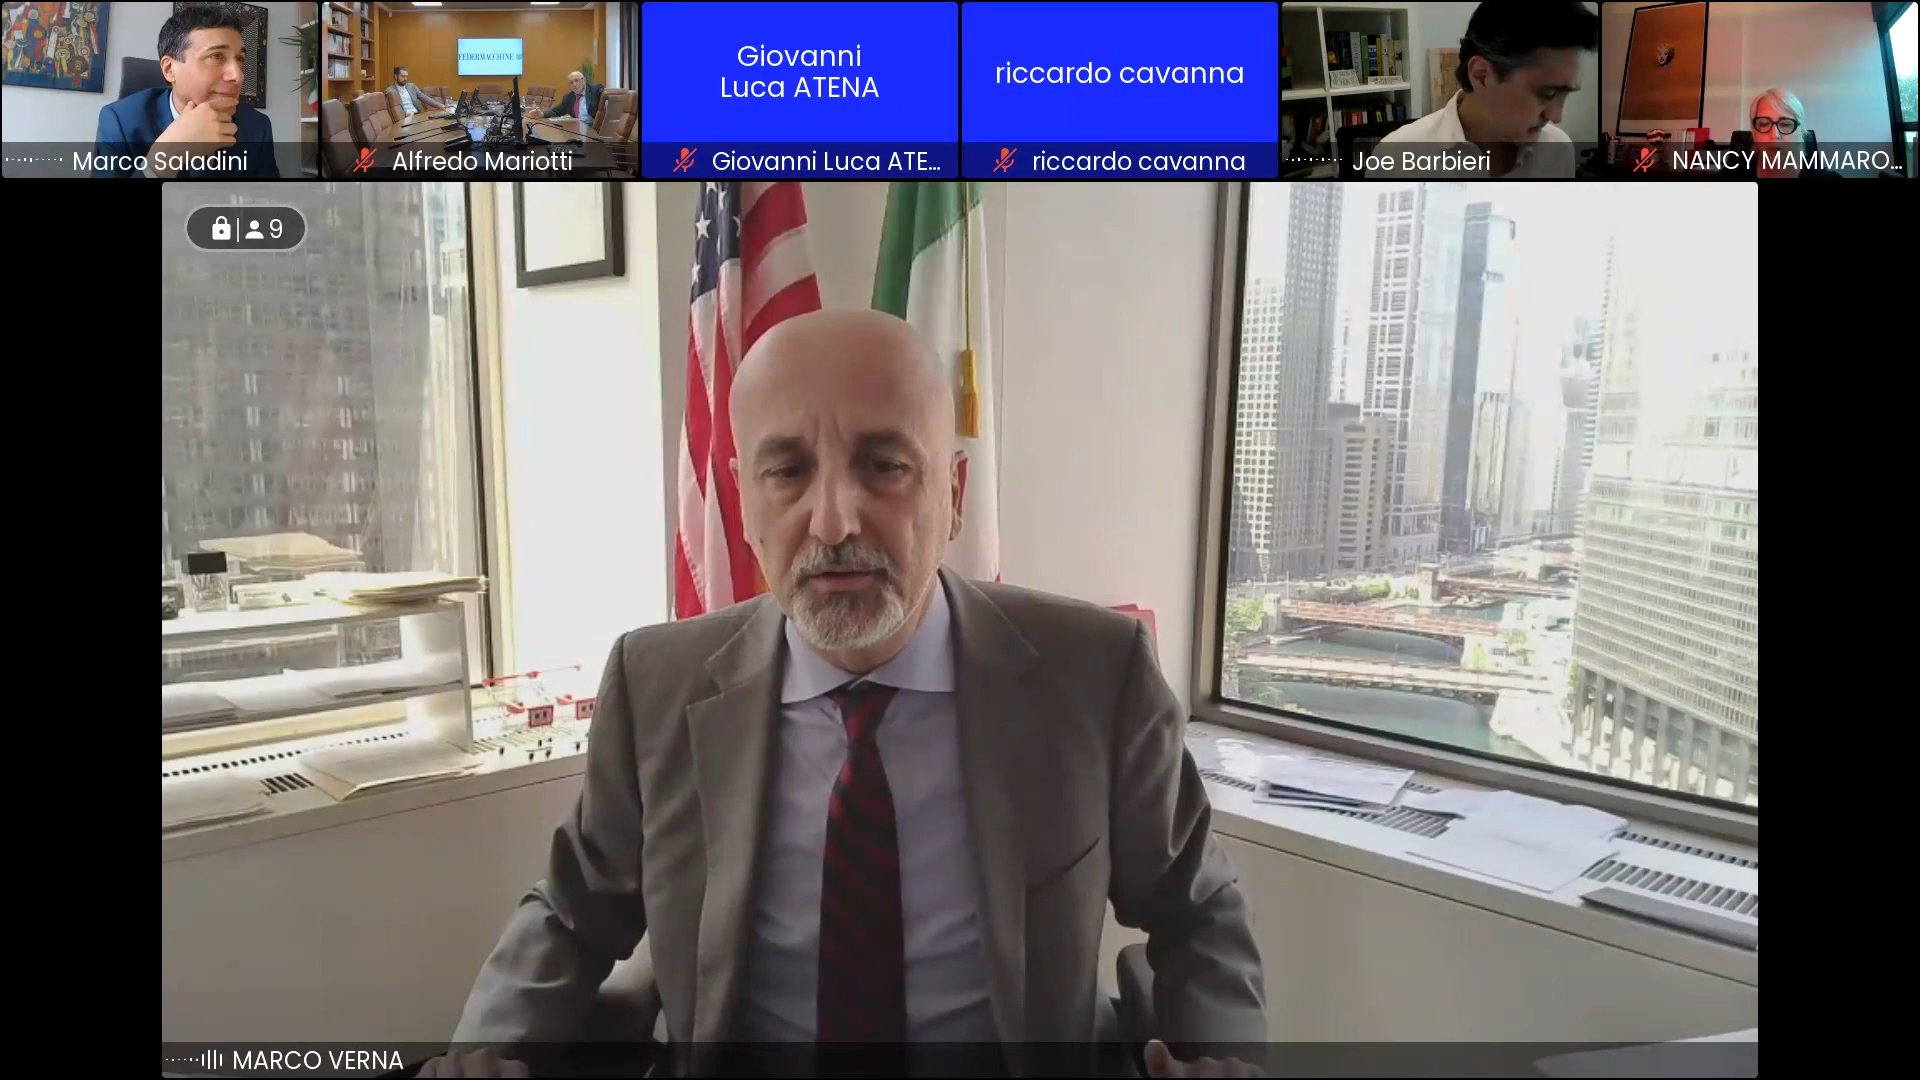 Marco Saladini
FEDERMACCHINE
Alfredo Mariotti
Giovanni
Luca ATENA
Giovanni Luca ATE...
riccardo cavanna
riccardo cavanna
Joe Barbieri
NANCY MAMMARO...
9
MARCO VERNA